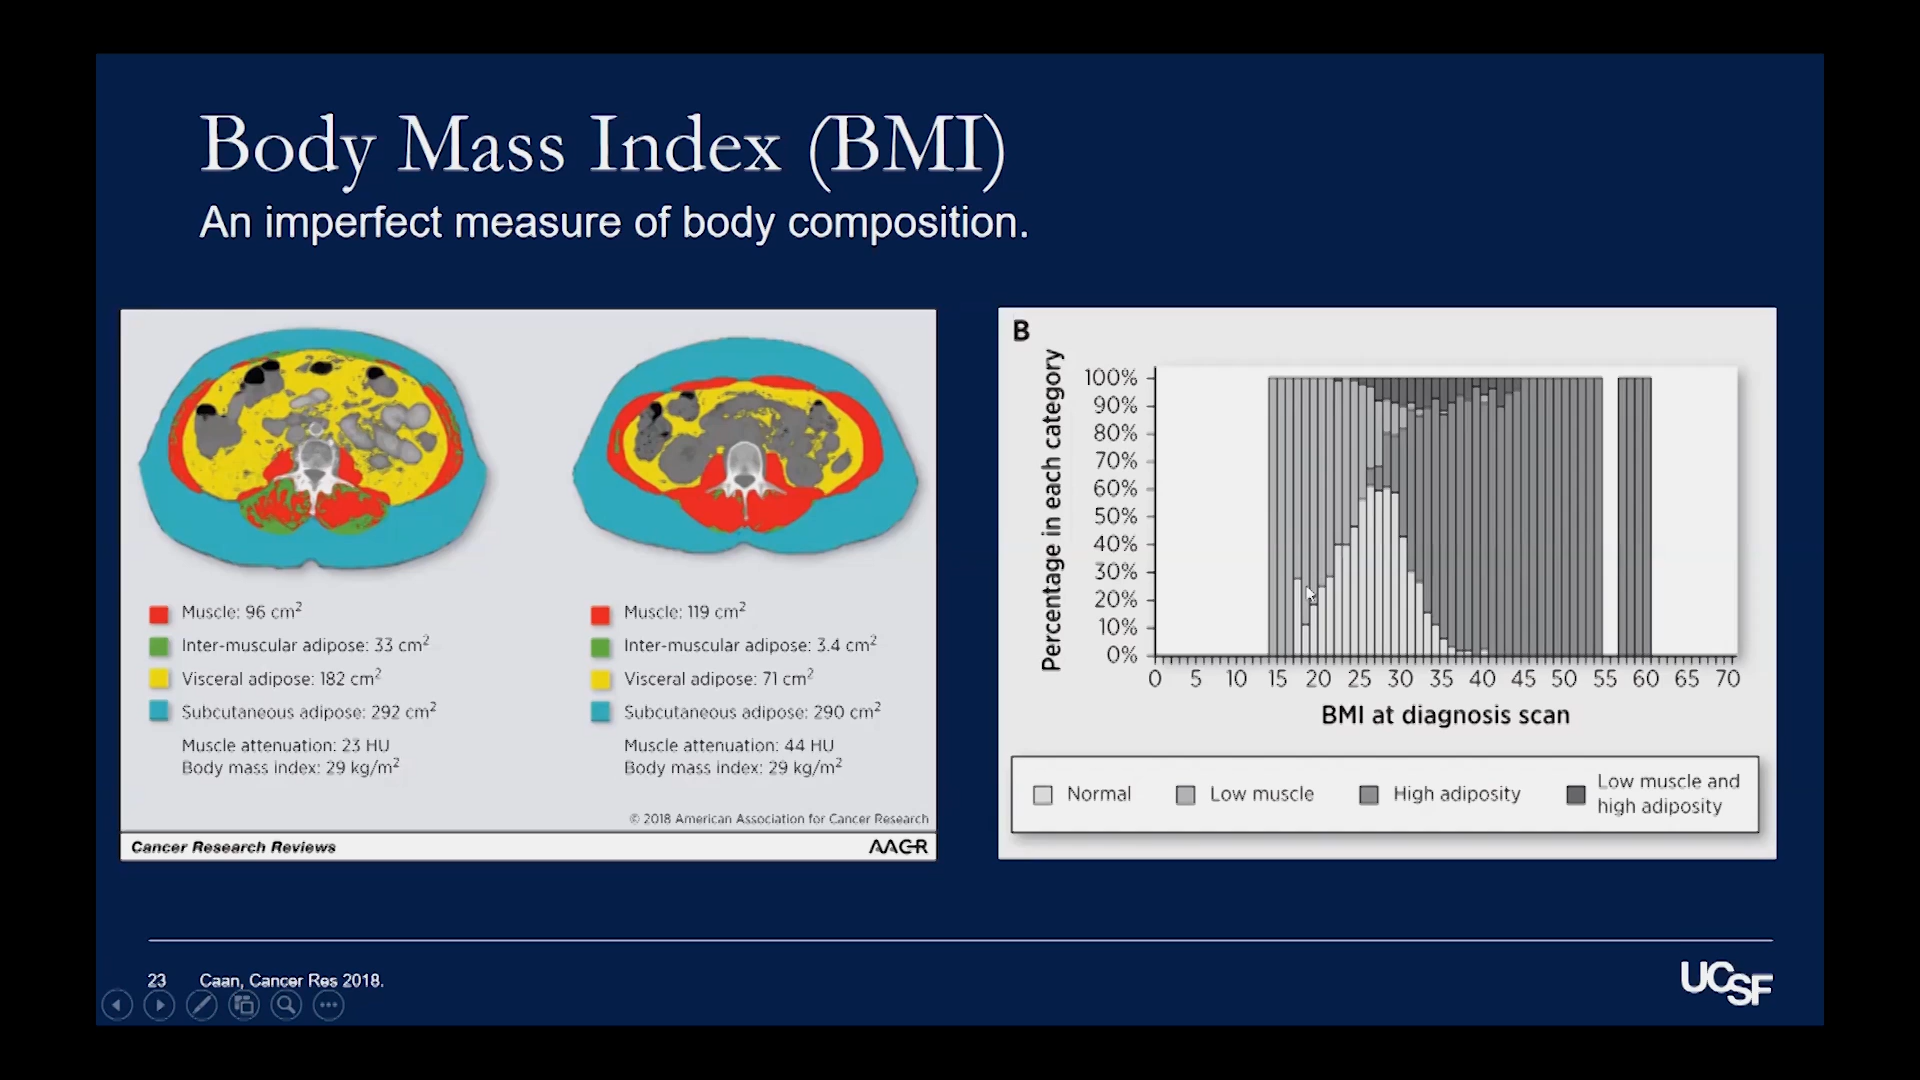 Body Mass Index (BMI)
An imperfect measure of body composition.
Muscle: 96 cm²
Inter-muscular adipose: 33 cm²
Visceral adipose: 182 cm²
Subcutaneous adipose: 292 cm²
Muscle attenuation: 23 HU
Body mass index: 29 kg/m²
Muscle: 119 cm²
Inter-muscular adipose: 3.4 cm²
Visceral adipose: 71 cm²
Subcutaneous adipose: 290 cm²
Muscle attenuation: 44 HU
Body mass index: 29 kg/m²
© 2018 American Association for Cancer Research
Cancer Research Reviews
AACR
B
Percentage in each category
100%
90%
80%
70%
60%
50%
40%
30%
20%
10%
0%
0 5 10 15 20 25 30 35 40 45 50 55 60 65 70
BMI at diagnosis scan
Normal
Low muscle
High adiposity
Low muscle and
high adiposity
23 Caan, Cancer Res 2018.
UCSF